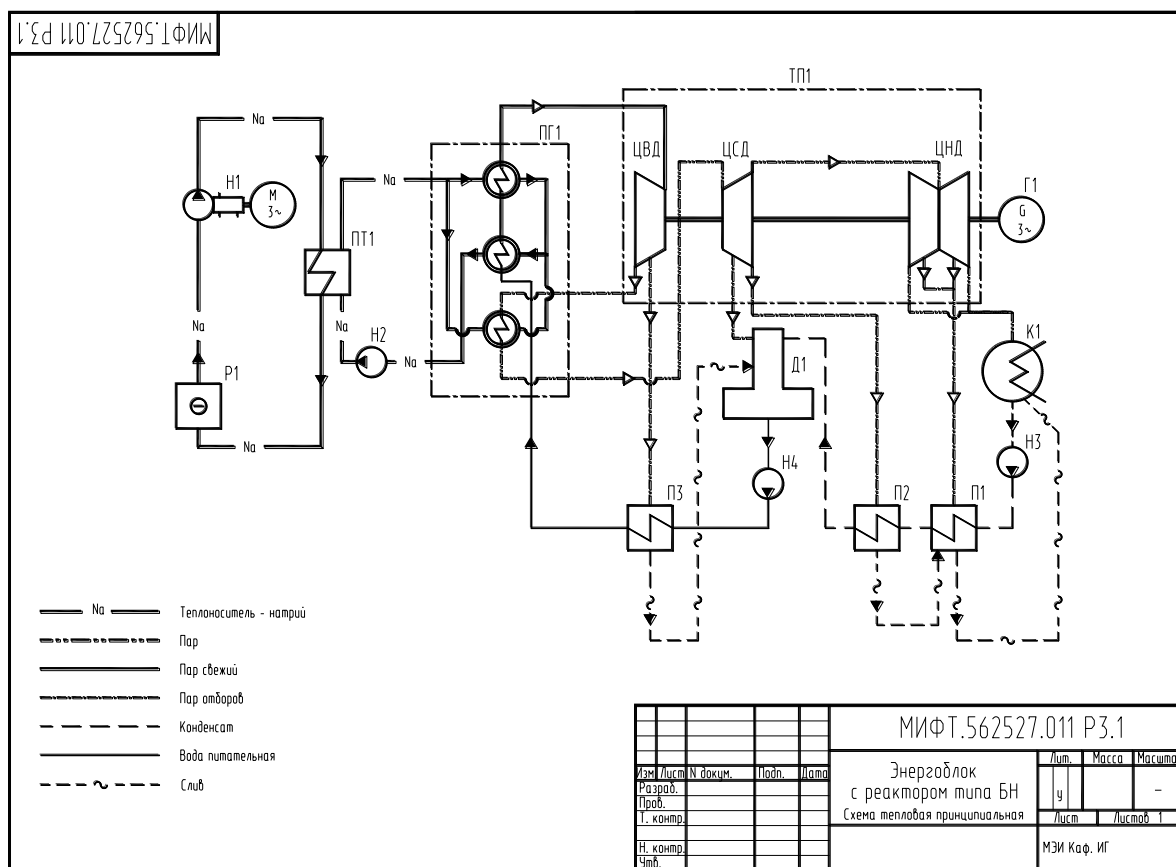 МИФТ.562527.011 Р3.1
ТП1
Na
ПГ1
ЦВД
ЦСД
ЦНД
Н1
М
3~
Na
Г1
G
3~
ПТ1
Na
Na
Н2
Na
К1
Р1
Д1
Na
Н3
Н4
П3
П2
П1
Na
Теплоноситель - натрий
Пар
Пар свежий
Пар отборов
Конденсат
Вода питательная
~ Слив
МИФТ.562527.011 Р3.1
Изм Лист N докум. Подп. Дата
Разраб.
Пров.
Т. контр.
Н. контр.
Утв.
Энергоблок
с реактором типа БН
Схема тепловая принципиальная
Лит. Масса Масшта
у –
Лист Листов 1
МЭИ Каф. ИГ